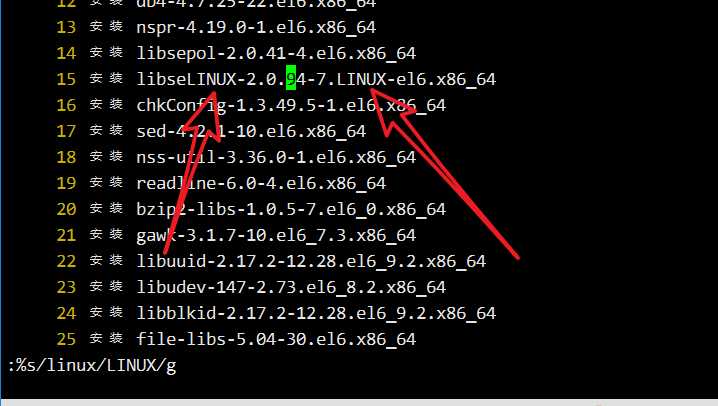 12 安装 db4-4.7.25-22.el6.x86_64
13 安装 nspr-4.19.0-1.el6.x86_64
14 安装 libsepol-2.0.41-4.el6.x86_64
15 安装 libseLINUX-2.0.94-7.LINUX-el6.x86_64
16 安装 chkConfig-1.3.49.5-1.el6.x86_64
17 安装 sed-4.2.1-10.el6.x86_64
18 安装 nss-util-3.36.0-1.el6.x86_64
19 安装 readline-6.0-4.el6.x86_64
20 安装 bzip2-libs-1.0.5-7.el6_0.x86_64
21 安装 gawk-3.1.7-10.el6_7.3.x86_64
22 安装 libuuid-2.17.2-12.28.el6_9.2.x86_64
23 安装 libudev-147-2.73.el6_8.2.x86_64
24 安装 libblkid-2.17.2-12.28.el6_9.2.x86_64
25 安装 file-libs-5.04-30.el6.x86_64
:%s/linux/LINUX/g